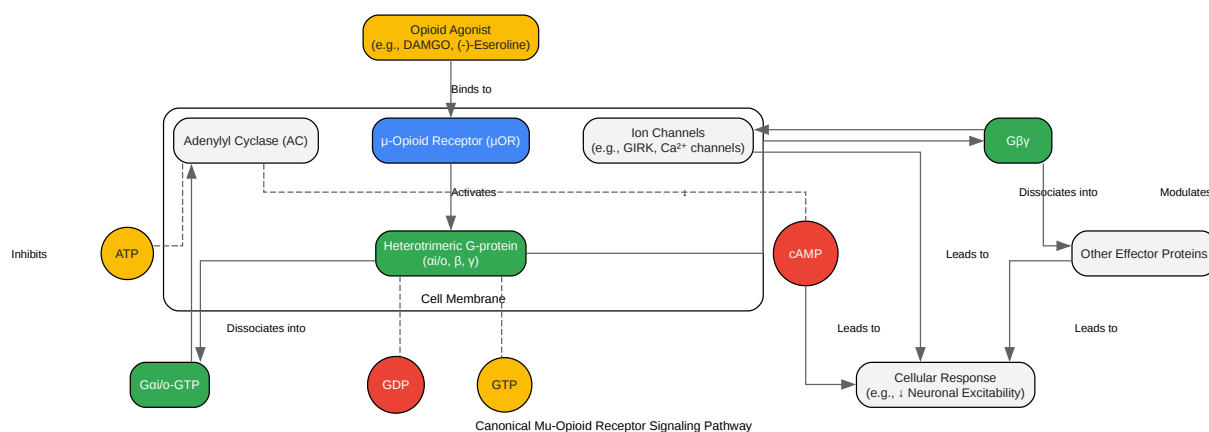 Opioid Agonist
(e.g., DAMGO, (-)-Eseroline)
Binds to
Adenylyl Cyclase (AC)
μ-Opioid Receptor (μOR)
Ion Channels
(e.g., GIRK, Ca²⁺ channels)
Gβγ
Activates
↓
Dissociates into
Modulates
Inhibits
ATP
Heterotrimeric G-protein
(αi/o, β, γ)
cAMP
Leads to
Other Effector Proteins
Cell Membrane
Dissociates into
Leads to
Leads to
Gαi/o-GTP
GDP
GTP
Cellular Response
(e.g., ↓ Neuronal Excitability)
Canonical Mu-Opioid Receptor Signaling Pathway